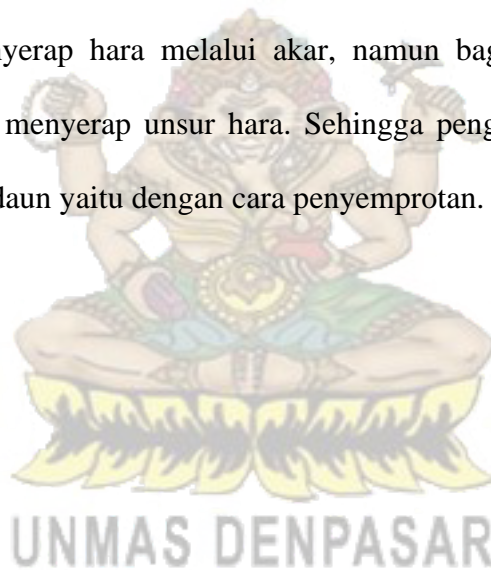 nyerap hara melalui akar, namun bag
menyerap unsur hara. Sehingga peng
daun yaitu dengan cara penyemprotan.
UNMAS DENPASAR